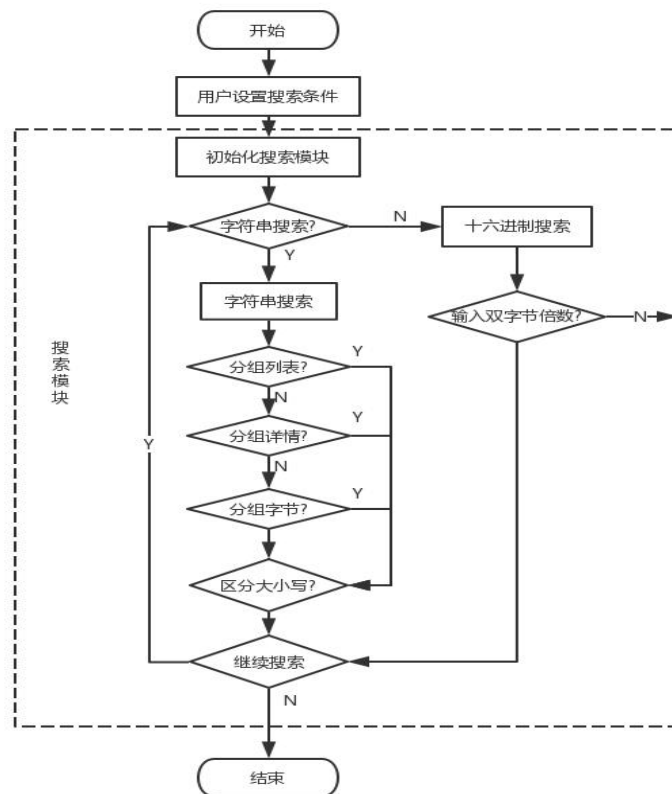 开始
用户设置搜索条件
初始化搜索模块
字符串搜索?
N
十六进制搜索
Y
字符串搜索
输入双字节倍数?
N
搜索模块
分组列表?
Y
N
分组详情?
Y
Y
N
分组字节?
Y
区分大小写?
继续搜索
N
结束